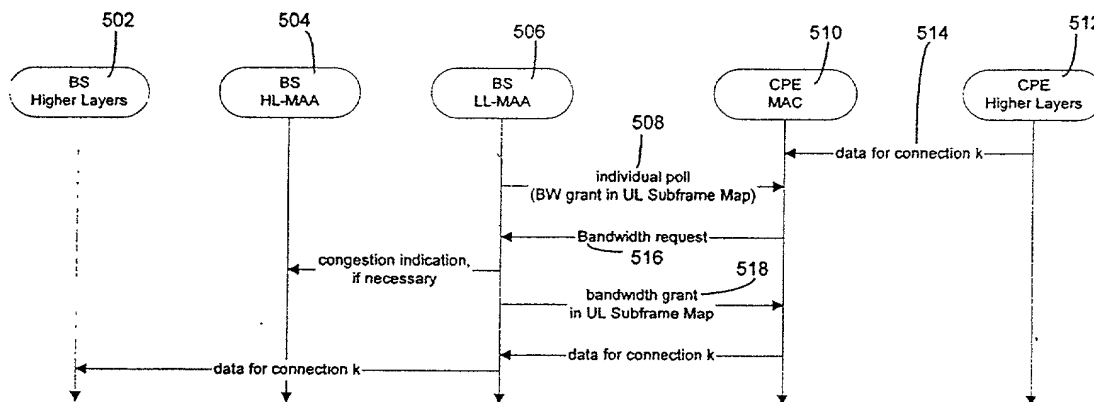 502
504
506
510
514
512
BS
Higher Layers
BS
HL-MAA
BS
LL-MAA
CPE
MAC
CPE
Higher Layers
508
data for connection k
individual poll
(BW grant in UL Subframe Map)
Bandwidth request
516
congestion indication,
if necessary
518
bandwidth grant
in UL Subframe Map
data for connection k
data for connection k